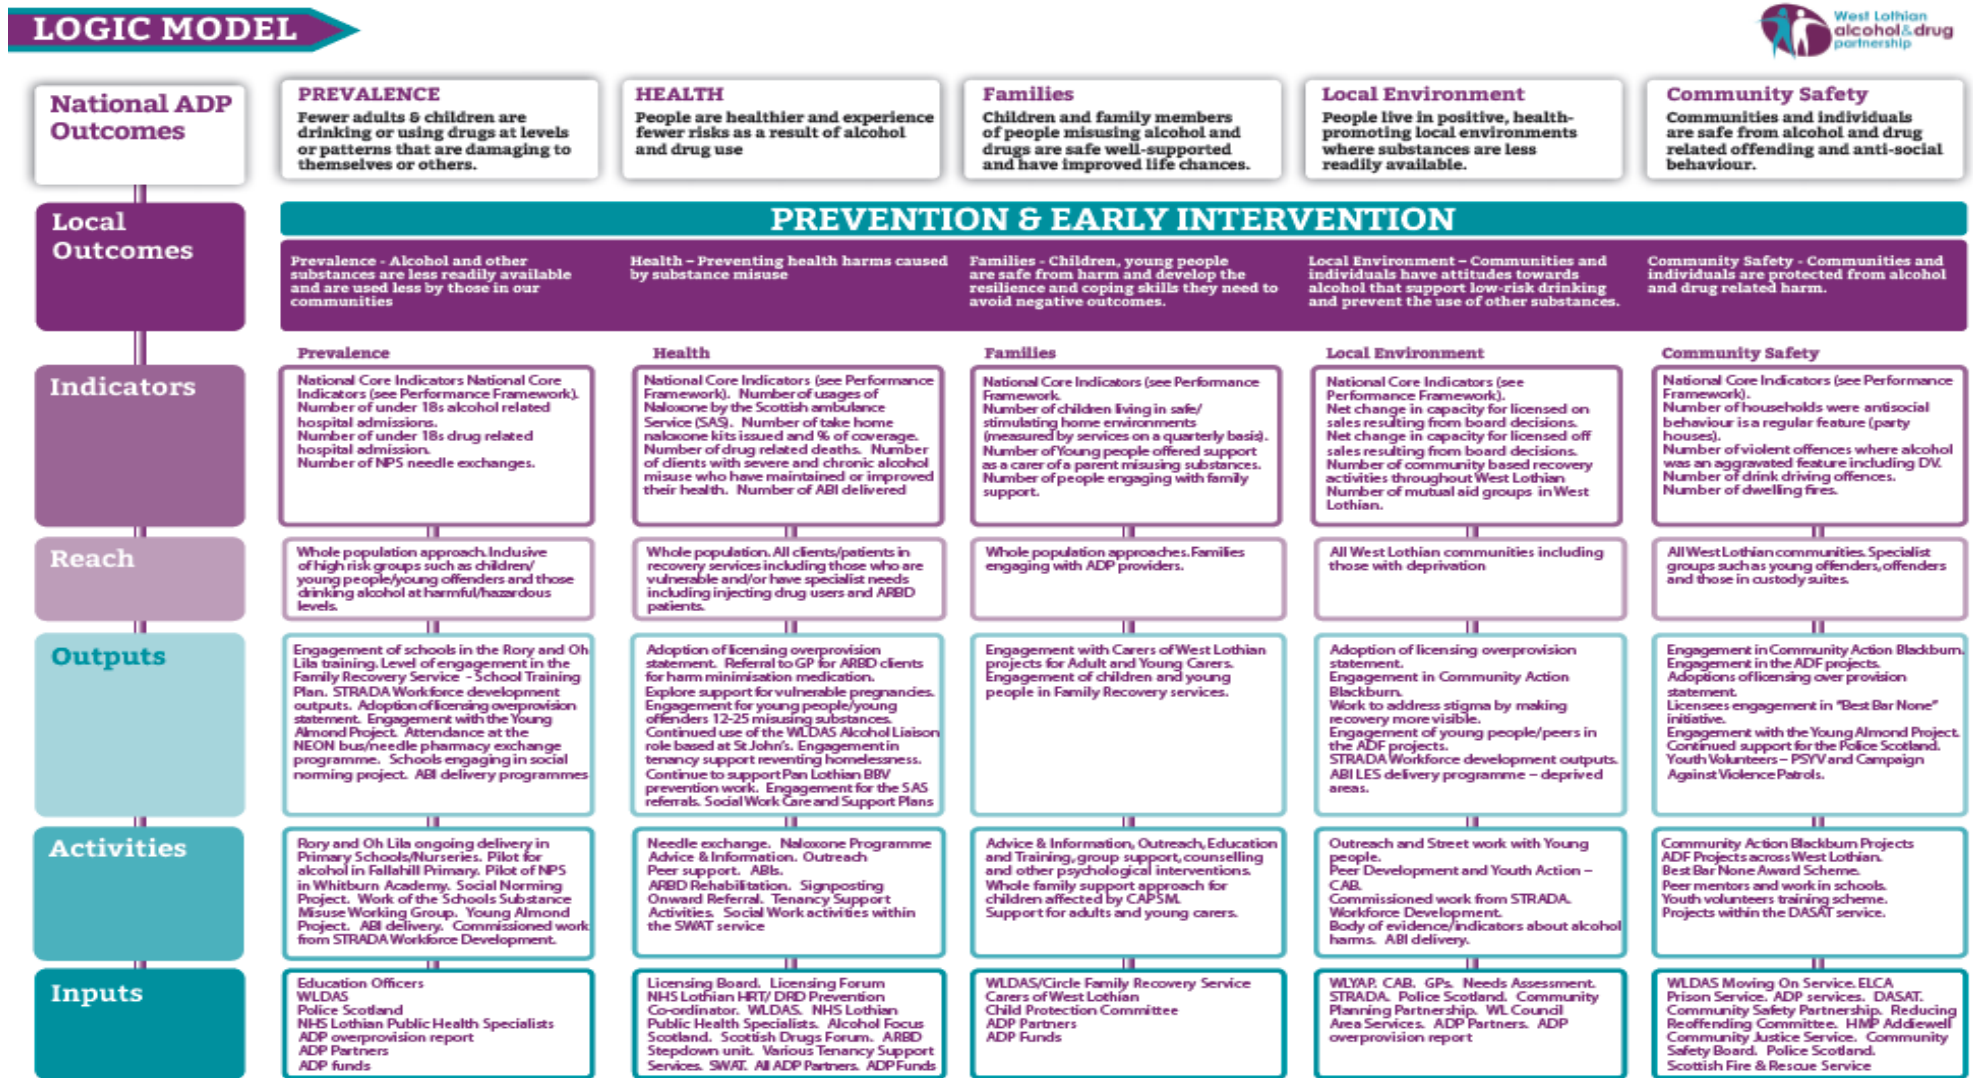 LOGIC MODEL
West Lothian
alcohol&drug
partnership
National ADP
Outcomes
PREVALENCE
Fewer adults & children are
drinking or using drugs at levels
or patterns that are damaging to
themselves or others.
HEALTH
People are healthier and experience
fewer risks as a result of alcohol
and drug use
Families
Children and family members
of people misusing alcohol and
drugs are safe well-supported
and have improved life chances.
Local Environment
People live in positive, health-
promoting local environments
where substances are less
readily available.
Community Safety
Communities and individuals
are safe from alcohol and drug
related offending and anti-social
behaviour.
Local
Outcomes
PREVENTION & EARLY INTERVENTION
Prevalence - Alcohol and other
substances are less readily available
and are used less by those in our
communities
Health – Preventing health harms caused
by substance misuse
Families - Children, young people
are safe from harm and develop the
resilience and coping skills they need to
avoid negative outcomes.
Local Environment – Communities and
individuals have attitudes towards
alcohol that support low-risk drinking
and prevent the use of other substances.
Community Safety - Communities and
individuals are protected from alcohol
and drug related harm.
Indicators
Prevalence
National Core Indicators National Core
Indicators (see Performance Framework).
Number of under 18s alcohol related
hospital admissions.
Number of under 18s drug related
hospital admission.
Number of NPS needle exchanges.
Health
National Core Indicators (see Performance
Framework). Number of usages of
Naloxone by the Scottish ambulance
Service (SAS). Number of take home
naloxone kits issued and % of coverage.
Number of drug related deaths. Number
of clients with severe and chronic alcohol
misuse who have maintained or improved
their health. Number of ABI delivered
Families
National Core Indicators (see Performance
Framework.
Number of children living in safe/
stimulating home environments
(measured by services on a quarterly basis).
Number of Young people offered support
as a carer of a parent misusing substances.
Number of people engaging with family
support.
Local Environment
National Core Indicators (see
Performance Framework).
Net change in capacity for licensed on
sales resulting from board decisions.
Net change in capacity for licensed off
sales resulting from board decisions.
Number of community based recovery
activities throughout West Lothian
Number of mutual aid groups in West
Lothian.
Community Safety
National Core Indicators (see Performance
Framework).
Number of households were antisocial
behaviour is a regular feature (party
houses).
Number of violent offences where alcohol
was an aggravated feature including DV.
Number of drink driving offences.
Number of dwelling fires.
Reach
Whole population approach. Inclusive
of high risk groups such as children/
young people/young offenders and those
drinking alcohol at harmful/hazardous
levels.
Whole population. All clients/patients in
recovery services including those who are
vulnerable and/or have specialist needs
including injecting drug users and ARBD
patients.
Whole population approaches. Families
engaging with ADP providers.
All West Lothian communities including
those with deprivation
All West Lothian communities. Specialist
groups such as young offenders, offenders
and those in custody suites.
Outputs
Engagement of schools in the Rory and Oh
Lila training. Level of engagement in the
Family Recovery Service - School Training
Plan. STRADA Workforce development
outputs. Adoption of licensing overprovision
statement. Engagement with the Young
Almond Project. Attendance at the
NEON bus/needle pharmacy exchange
programme. Schools engaging in social
norming project. ABI delivery programmes
Adoption of licensing overprovision
statement. Referral to GP for ARBD clients
for harm minimisation medication.
Explore support for vulnerable pregnancies.
Engagement for young people/young
offenders 12-25 misusing substances.
Continued use of the WLDAS Alcohol Liaison
role based at St John's. Engagement in
tenancy support reventing homelessness.
Continue to support Pan Lothian BBV
prevention work. Engagement for the SAS
referrals. Social Work Care and Support Plans
Engagement with Carers of West Lothian
projects for Adult and Young Carers.
Engagement of children and young
people in Family Recovery services.
Adoption of licensing overprovision
statement.
Engagement in Community Action
Blackburn.
Work to address stigma by making
recovery more visible.
Engagement of young people/peers in
the ADF projects.
STRADA Workforce development outputs.
ABI LES delivery programme – deprived
areas.
Engagement in Community Action Blackburn.
Engagement in the ADF projects.
Adoptions of licensing over provision
statement.
Licensees engagement in "Best Bar None"
initiative.
Engagement with the Young Almond Project.
Continued support for the Police Scotland.
Youth Volunteers – PSYV and Campaign
Against Violence Patrols.
Activities
Rory and Oh Lila ongoing delivery in
Primary Schools/Nurseries. Pilot for
alcohol in Fallahill Primary. Pilot of NPS
in Whitburn Academy. Social Norming
Project. Work of the Schools Substance
Misuse Working Group. Young Almond
Project. ABI delivery. Commissioned work
from STRADA Workforce Development.
Needle exchange. Naloxone Programme
Advice & Information. Outreach
Peer support. ABIs.
ARBD Rehabilitation. Signposting
Onward Referral. Tenancy Support
Activities. Social Work activities within
the SWAT service
Advice & Information, Outreach, Education
and Training, group support, counselling
and other psychological interventions.
Whole family support approach for
children affected by CAPSM.
Support for adults and young carers.
Outreach and Street work with Young
people.
Peer Development and Youth Action –
CAB.
Commissioned work from STRADA.
Workforce Development.
Body of evidence/indicators about alcohol
harms. ABI delivery.
Community Action Blackburn Projects
ADF Projects across West Lothian.
Best Bar None Award Scheme.
Peer mentors and work in schools.
Youth volunteers training scheme.
Projects within the DASAT service.
Inputs
Education Officers
WLDAS
Police Scotland
NHS Lothian Public Health Specialists
ADP overprovision report
ADP Partners
ADP funds
Licensing Board. Licensing Forum
NHS Lothian HRT/ DRD Prevention
Co-ordinator. WLDAS. NHS Lothian
Public Health Specialists. Alcohol Focus
Scotland. Scottish Drugs Forum. ARBD
Stepdown unit. Various Tenancy Support
Services. SWAT. All ADP Partners. ADP Funds
WLDAS/Circle Family Recovery Service
Carers of West Lothian
Child Protection Committee
ADP Partners
ADP Funds
WLYAP. CAB. GPs. Needs Assessment.
STRADA. Police Scotland. Community
Planning Partnership. WL Council
Area Services. ADP Partners. ADP
overprovision report
WLDAS Moving On Service. ELCA
Prison Service. ADP services. DASAT.
Community Safety Partnership. Reducing
Reoffending Committee. HMP Addiewell
Community Justice Service. Community
Safety Board. Police Scotland.
Scottish Fire & Rescue Service